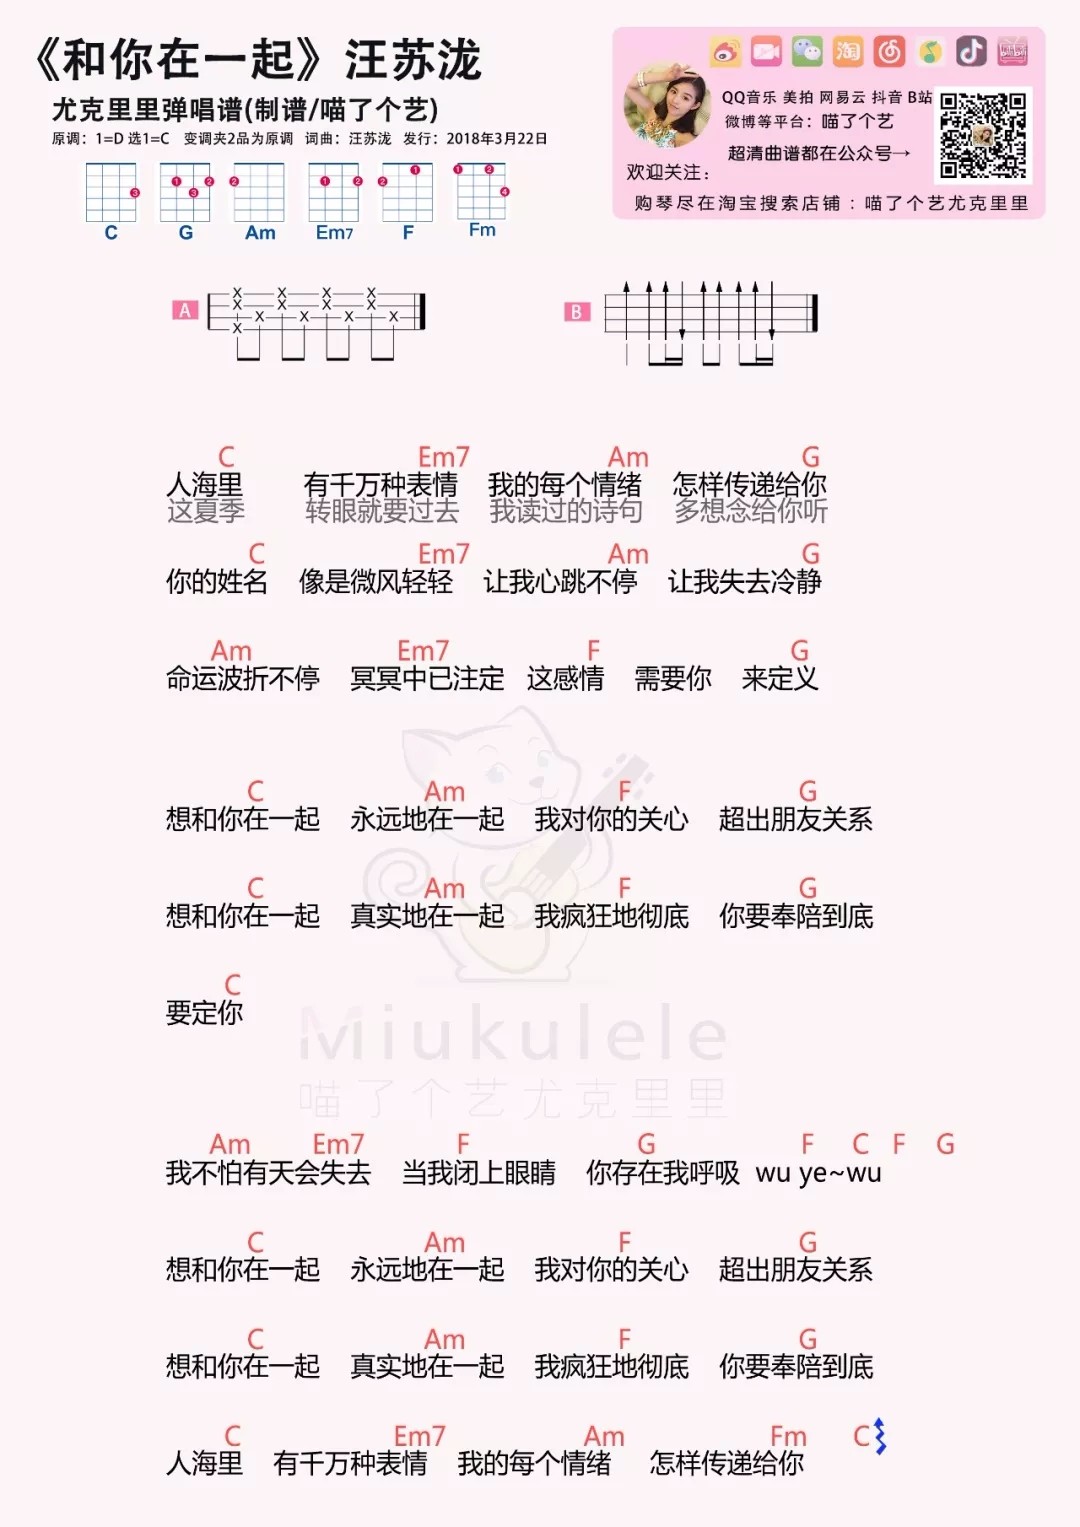 《和你在一起》汪苏泷
尤克里里弹唱谱(制谱/喵了个艺)
原调：1=D 选1=C 变调夹2品为原调 词曲：汪苏泷 发行：2018年3月22日
QQ音乐 美拍 网易云 抖音 B站
微博等平台：喵了个艺
超清曲谱都在公众号→
欢迎关注：
购琴尽在淘宝搜索店铺：喵了个艺尤克里里
淘
3 1 2 3 2 1 2 2 1 1 2 4
C G Am Em7 F Fm
A B
C Em7 Am G
人海里 有千万种表情 我的每个情绪 怎样传递给你
这夏季 转眼就要过去 我读过的诗句 多想念给你听
C Em7 Am G
你的姓名 像是微风轻轻 让我心跳不停 让我失去冷静
Am Em7 F G
命运波折不停 冥冥中已注定 这感情 需要你 来定义
C Am F G
想和你在一起 永远地在一起 我对你的关心 超出朋友关系
C Am F G
想和你在一起 真实地在一起 我疯狂地彻底 你要奉陪到底
C
要定你
Miukulele
喵了个艺尤克里里
Am Em7 F G F C F G
我不怕有天会失去 当我闭上眼睛 你存在我呼吸 wu ye~wu
C Am F G
想和你在一起 永远地在一起 我对你的关心 超出朋友关系
C Am F G
想和你在一起 真实地在一起 我疯狂地彻底 你要奉陪到底
C Em7 Am Fm C
人海里 有千万种表情 我的每个情绪 怎样传递给你